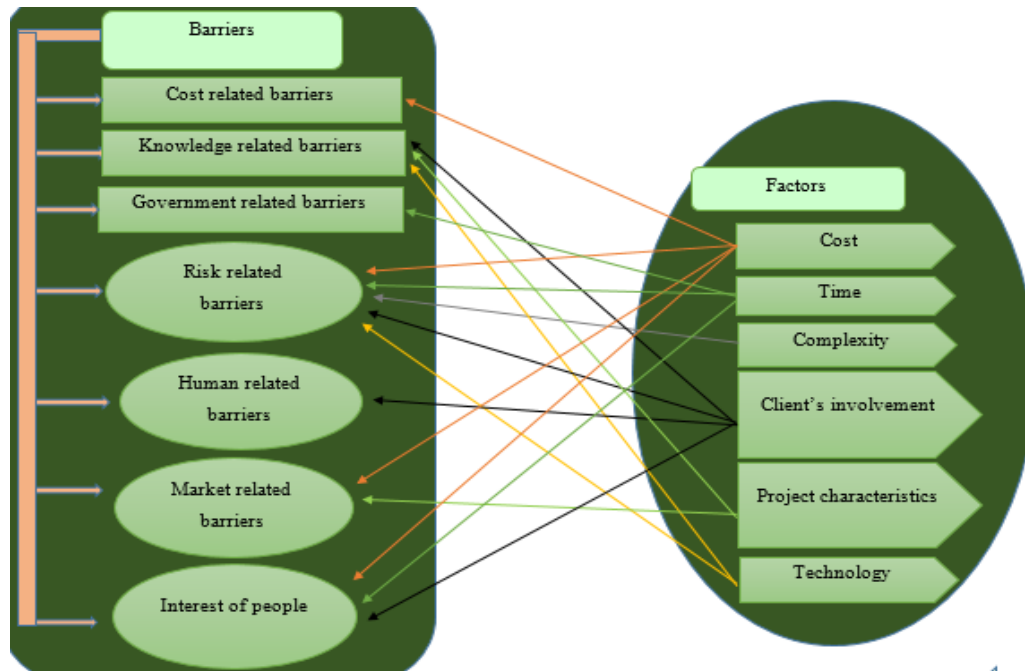 Barriers
Cost related barriers
Knowledge related barriers
Government related barriers
Risk related
barriers
Human related
barriers
Market related
barriers
Interest of people
Factors
Cost
Time
Complexity
Client’s involvement
Project characteristics
Technology